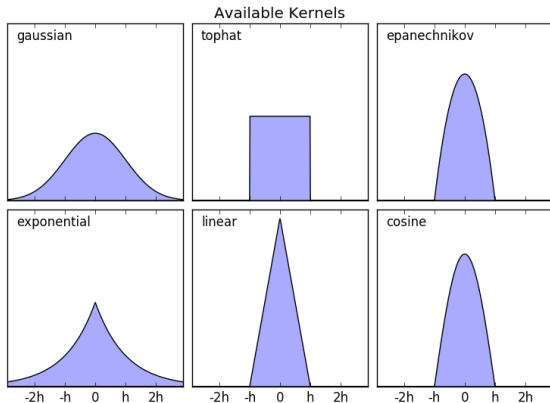 Available Kernels
gaussian
tophat
epanechnikov
exponential
linear
cosine
-2h -h 0 h 2h
-2h -h 0 h 2h
-2h -h 0 h 2h